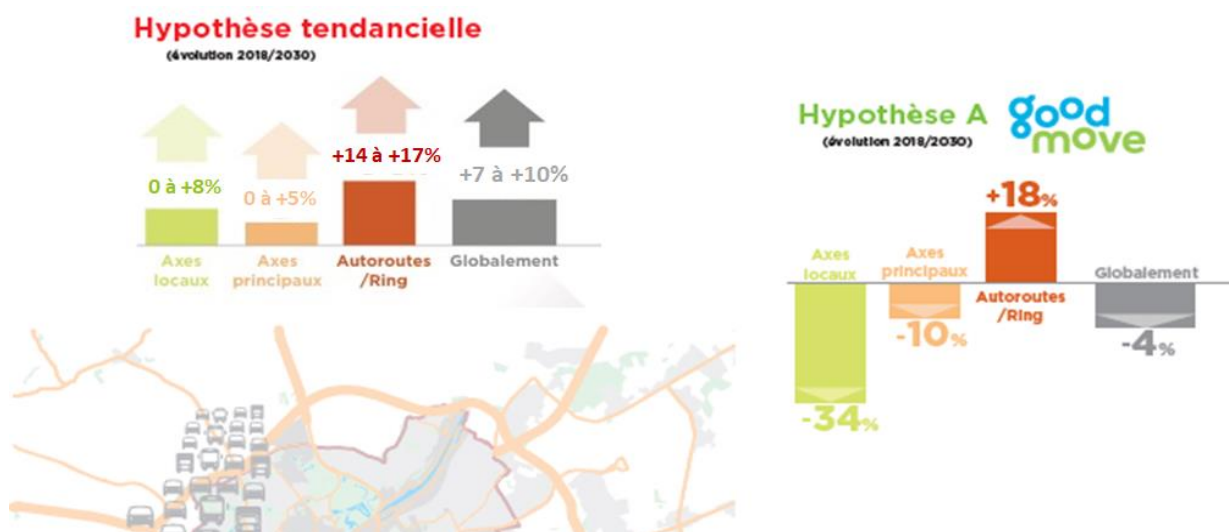 Hypothèse tendancielle
(évolution 2018/2030)
0 à +8%
0 à +5%
+14 à +17%
+7 à +10%
Axes
locaux
Axes
principaux
Autoroutes
/Ring
Globalement
Hypothèse A
(évolution 2018/2030)
good
move
+18%
Axes
locaux
Axes
principaux
Globalement
Autoroutes
/Ring
-10%
-4%
-34%